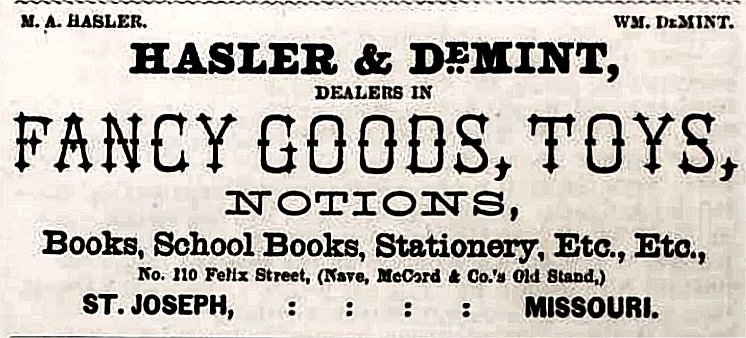 M. A. HASLER. WM. DEMINT.
HASLER & DEMINT,
DEALERS IN
FANCY GOODS, TOYS,
NOTIONS,
Books, School Books, Stationery, Etc., Etc.,
No. 110 Felix Street, (Nave, McCord & Co.'s Old Stand,)
ST. JOSEPH, : : : : MISSOURI.